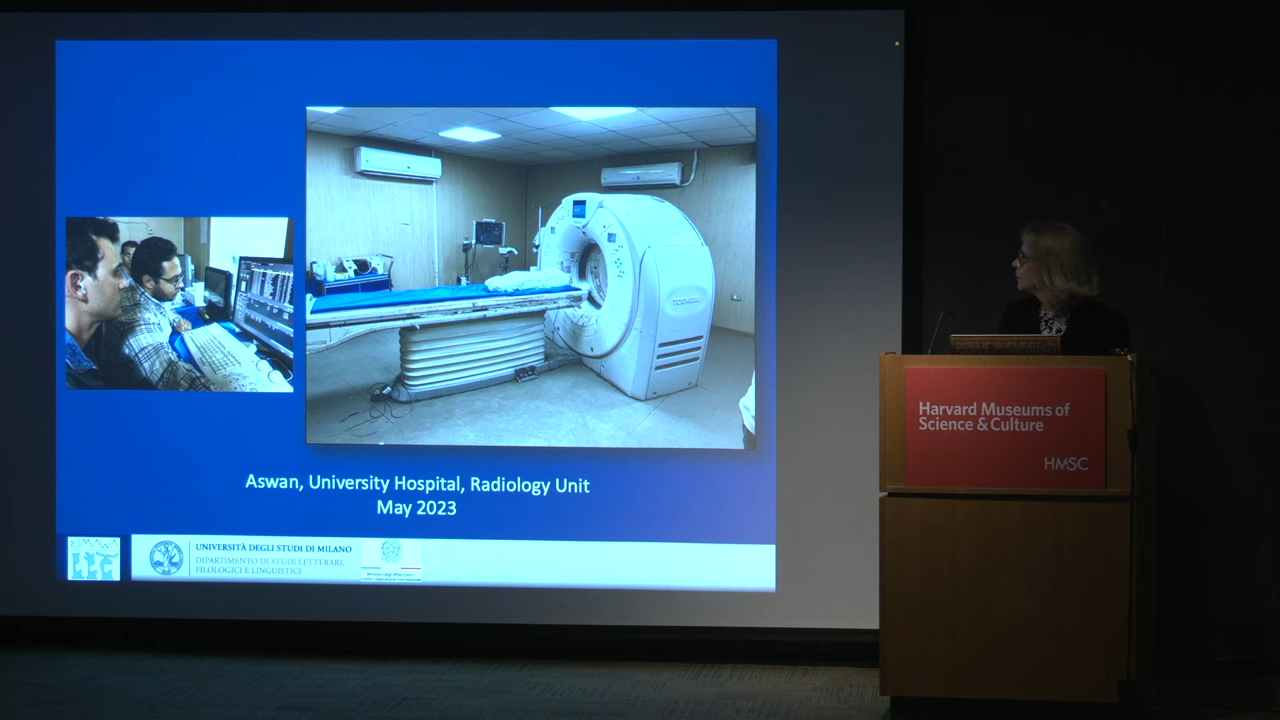 TOSHIBA
Aswan, University Hospital, Radiology Unit
May 2023
UNIVERSITÀ DEGLI STUDI DI MILANO
DIPARTIMENTO DI STUDI LETTERARI,
FILOLOGICI E LINGUISTICI
Harvard Museums of
Science & Culture
HMSC